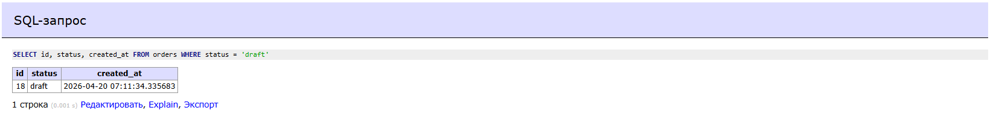 SQL-запрос
SELECT id, status, created_at FROM orders WHERE status = 'draft'
id status created_at
18 draft 2026-04-20 07:11:34.335683
1 строка (0.001 s) Редактировать, Explain, Экспорт